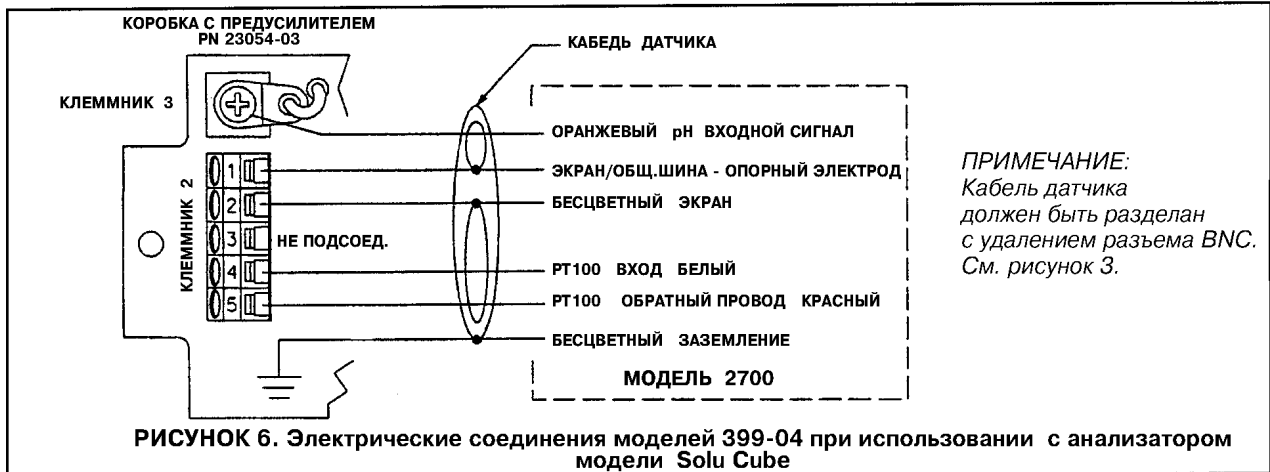 КОРОБКА С ПРЕДУСИЛИТЕЛЕМ
PN 23054-03
КАБЕДЬ ДАТЧИКА
КЛЕММНИК 3
ОРАНЖЕВЫЙ рН ВХОДНОЙ СИГНАЛ
КЛЕММНИК 2
1
ЭКРАН/ОБЩ.ШИНА - ОПОРНЫЙ ЭЛЕКТРОД
2
БЕСЦВЕТНЫЙ ЭКРАН
3
НЕ ПОДСОЕД.
4
РТ100 ВХОД БЕЛЫЙ
5
РТ100 ОБРАТНЫЙ ПРОВОД КРАСНЫЙ
БЕСЦВЕТНЫЙ ЗАЗЕМЛЕНИЕ
МОДЕЛЬ 2700
ПРИМЕЧАНИЕ:
Кабель датчика
должен быть разделан
с удалением разъема BNC.
См. рисунок 3.
РИСУНОК 6. Электрические соединения моделей 399-04 при использовании с анализатором
модели Solu Cube